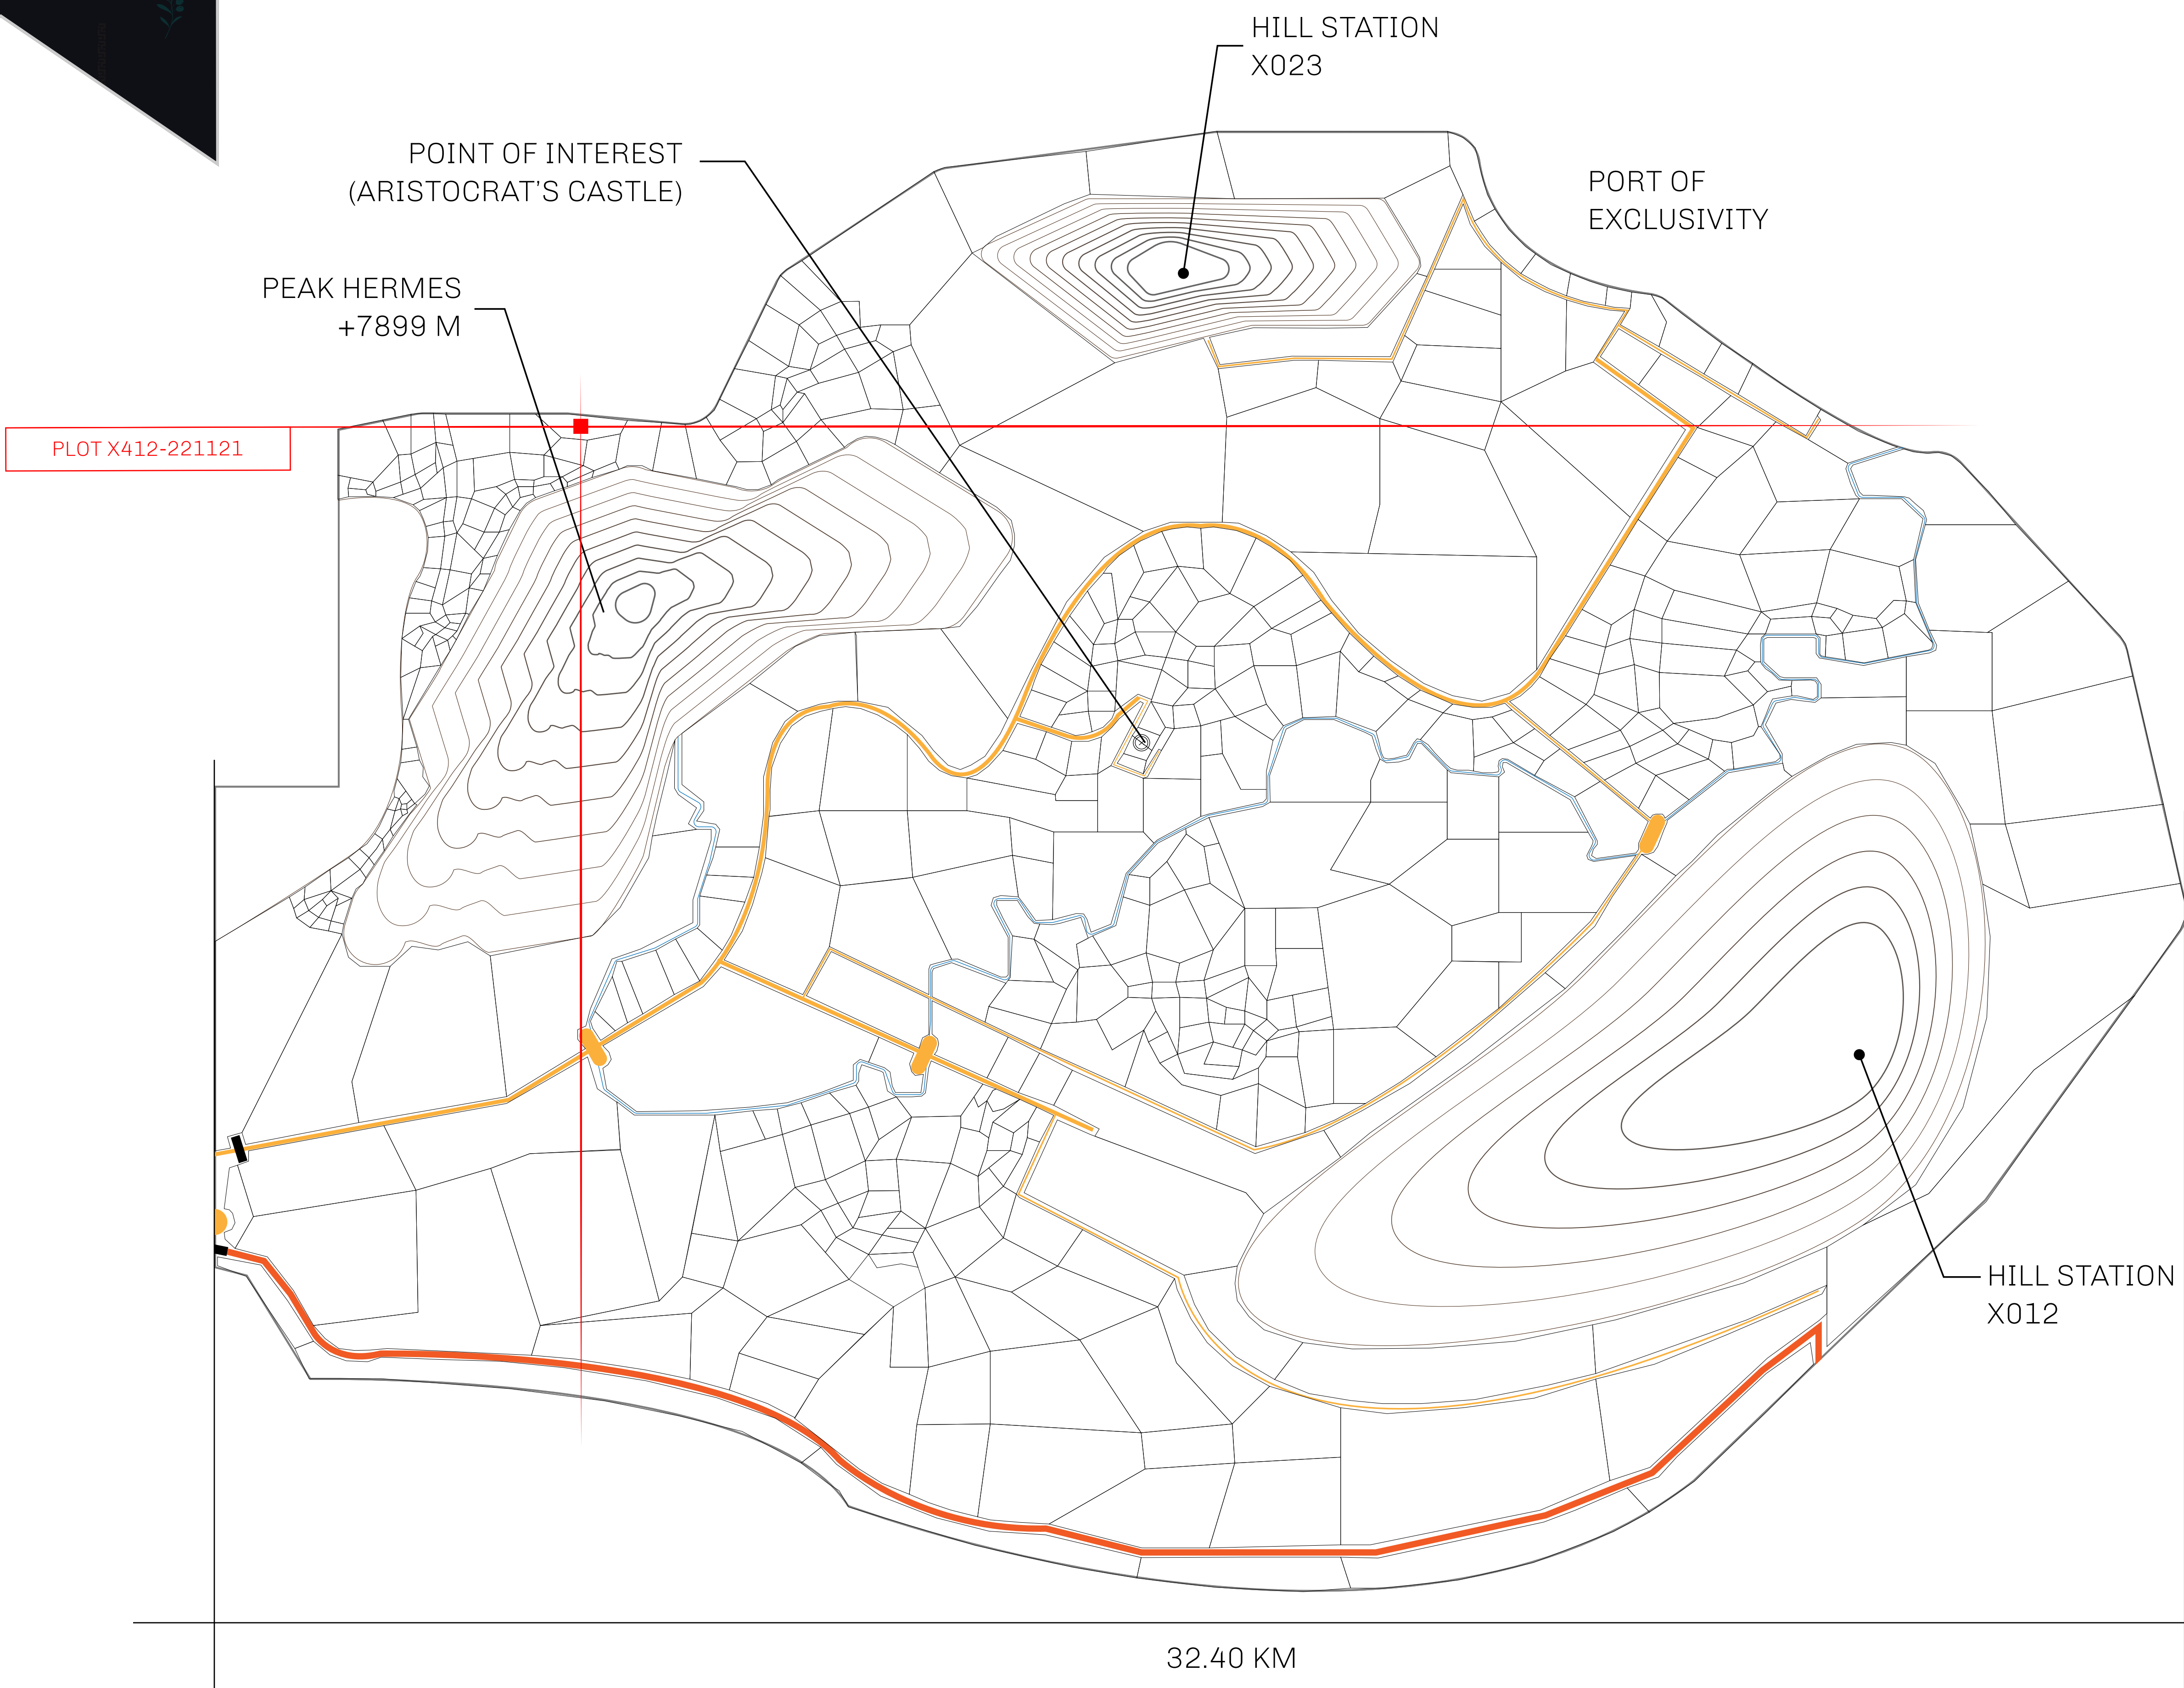 HILL STATION
X023
POINT OF INTEREST
(ARISTOCRAT'S CASTLE)
PORT OF
EXCLUSIVITY
PEAK HERMES
+7899 M
PLOT X412-221121
HILL STATION
X012
32.40 KM